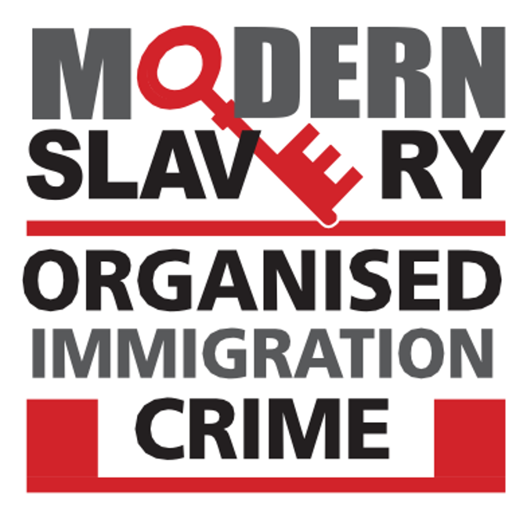 MODERN
SLAVERY
ORGANISED
IMMIGRATION
CRIME